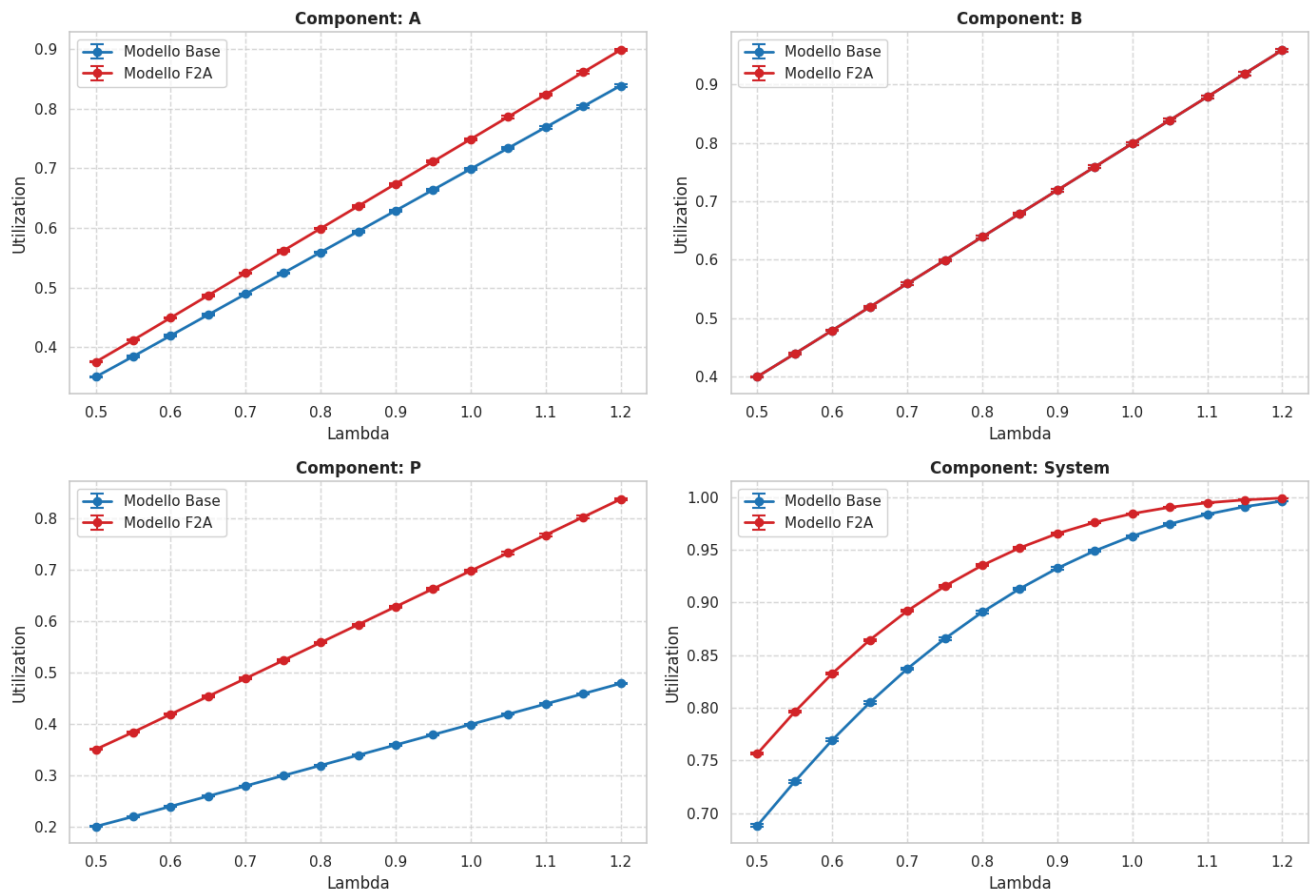 Component: A
Modello Base
Modello F2A
Utilization
0.9
0.8
0.7
0.6
0.5
0.4
0.5 0.6 0.7 0.8 0.9 1.0 1.1 1.2
Lambda
Component: B
Modello Base
Modello F2A
Utilization
0.9
0.8
0.7
0.6
0.5
0.4
0.5 0.6 0.7 0.8 0.9 1.0 1.1 1.2
Lambda
Component: P
Modello Base
Modello F2A
Utilization
0.8
0.7
0.6
0.5
0.4
0.3
0.2
0.5 0.6 0.7 0.8 0.9 1.0 1.1 1.2
Lambda
Component: System
Modello Base
Modello F2A
Utilization
1.00
0.95
0.90
0.85
0.80
0.75
0.70
0.5 0.6 0.7 0.8 0.9 1.0 1.1 1.2
Lambda